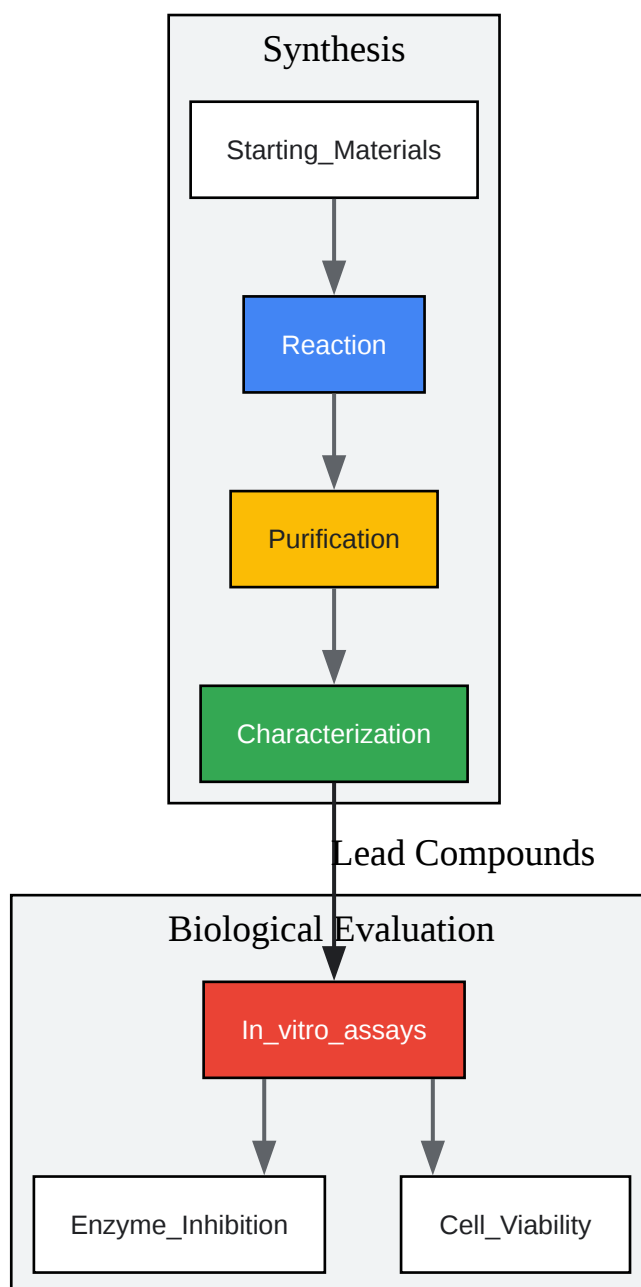 Synthesis
Starting_Materials
Reaction
Purification
Characterization
Lead Compounds
Biological Evaluation
In_vitro_assays
Enzyme_Inhibition
Cell_Viability